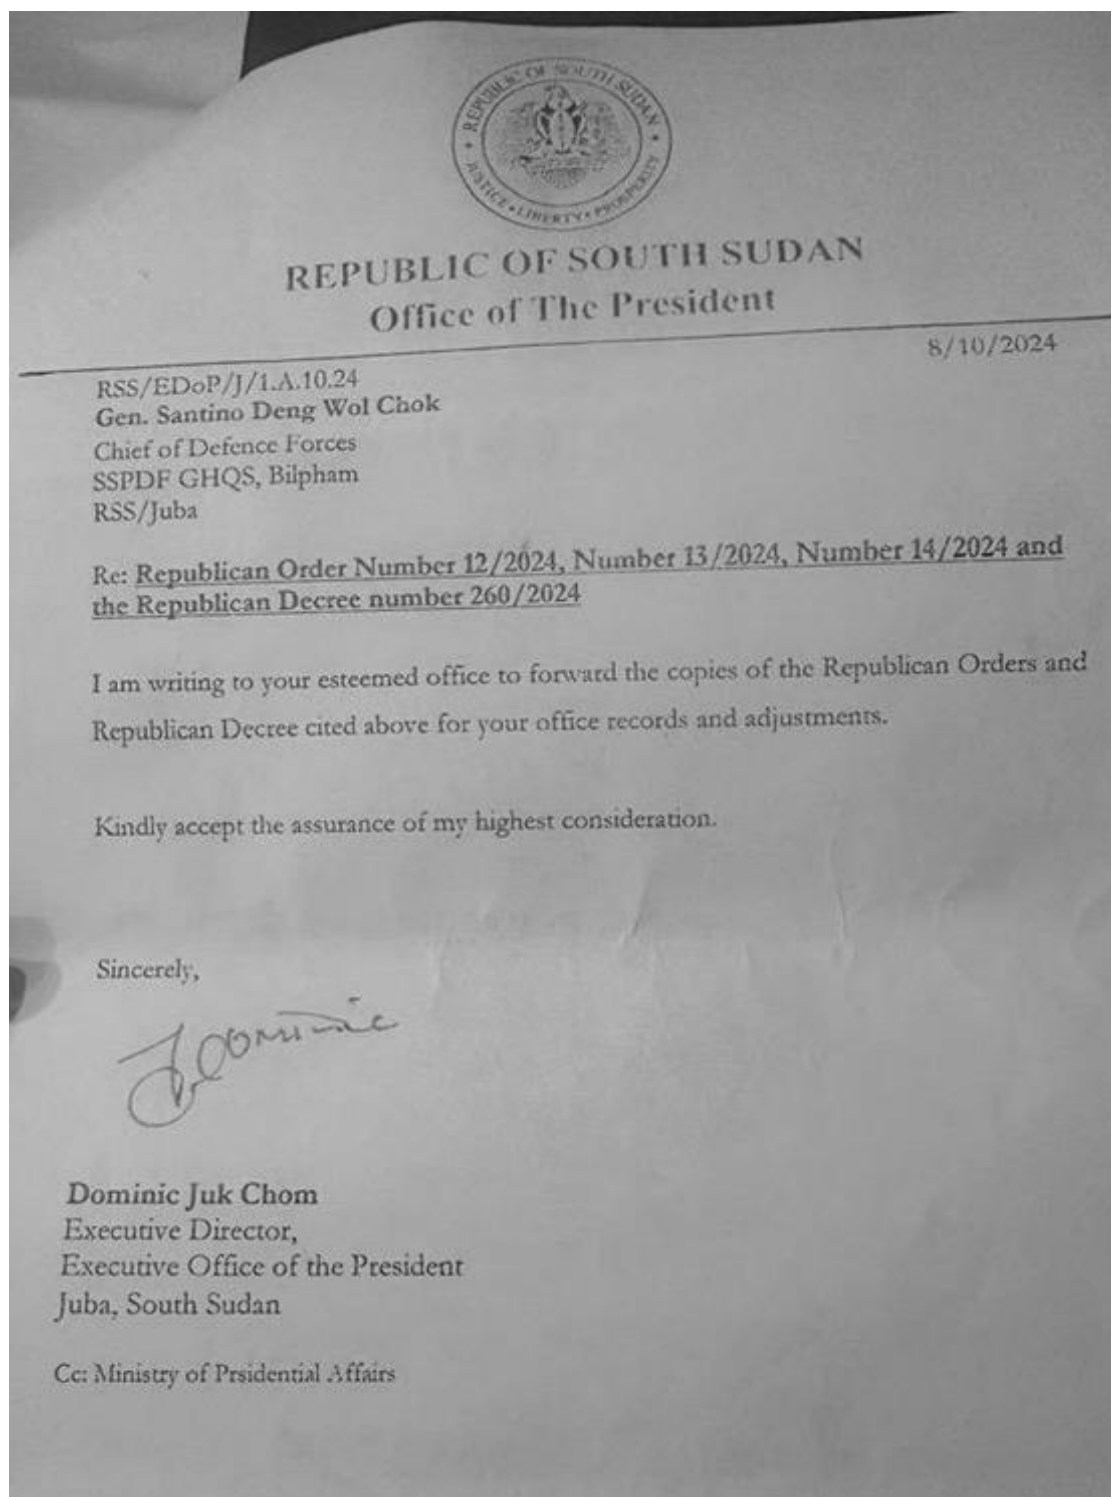 REPUBLIC OF SOUTH SUDAN
JUSTICE • LIBERTY • PROSPERITY
REPUBLIC OF SOUTH SUDAN
Office of The President
8/10/2024
RSS/EDoP/J/1.A.10.24
Gen. Santino Deng Wol Chok
Chief of Defence Forces
SSPDF GHQS, Bilpham
RSS/Juba
Re: Republican Order Number 12/2024, Number 13/2024, Number 14/2024 and
the Republican Decree number 260/2024
I am writing to your esteemed office to forward the copies of the Republican Orders and
Republican Decree cited above for your office records and adjustments.
Kindly accept the assurance of my highest consideration.
Sincerely,
Dominic
Dominic Juk Chom
Executive Director,
Executive Office of the President
Juba, South Sudan
Cc: Ministry of Prsidential Affairs